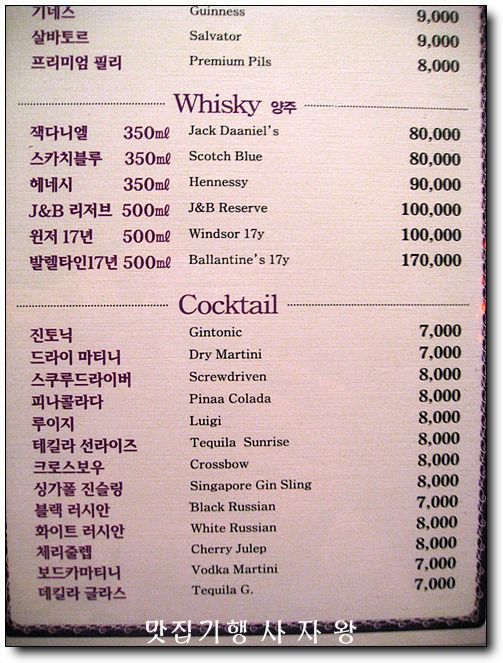 기네스 Guinness 9,000
살바토르 Salvator 9,000
프리미엄 필리 Premium Pils 8,000
Whisky 양주
잭다니엘 350㎖ Jack Daaniel's 80,000
스카치블루 350㎖ Scotch Blue 80,000
헤네시 350㎖ Hennessy 90,000
J&B 리저브 500㎖ J&B Reserve 100,000
윈저 17년 500㎖ Windsor 17y 100,000
발렐타인17년 500㎖ Ballantine's 17y 170,000
Cocktail
진토닉 Gintonic 7,000
드라이 마티니 Dry Martini 7,000
스쿠루드라이버 Screwdriven 8,000
피나콜라다 Pinaa Colada 8,000
루이지 Luigi 8,000
테킬라 선라이즈 Tequila Sunrise 8,000
크로스보우 Crossbow 8,000
싱가폴 진슬링 Singapore Gin Sling 8,000
블랙 러시안 Black Russian 7,000
화이트 러시안 White Russian 8,000
체리줄렙 Cherry Julep 8,000
보드카마티니 Vodka Martini 7,000
데킬라 글라스 Tequila G. 7,000
맛집기행 사 자 왕